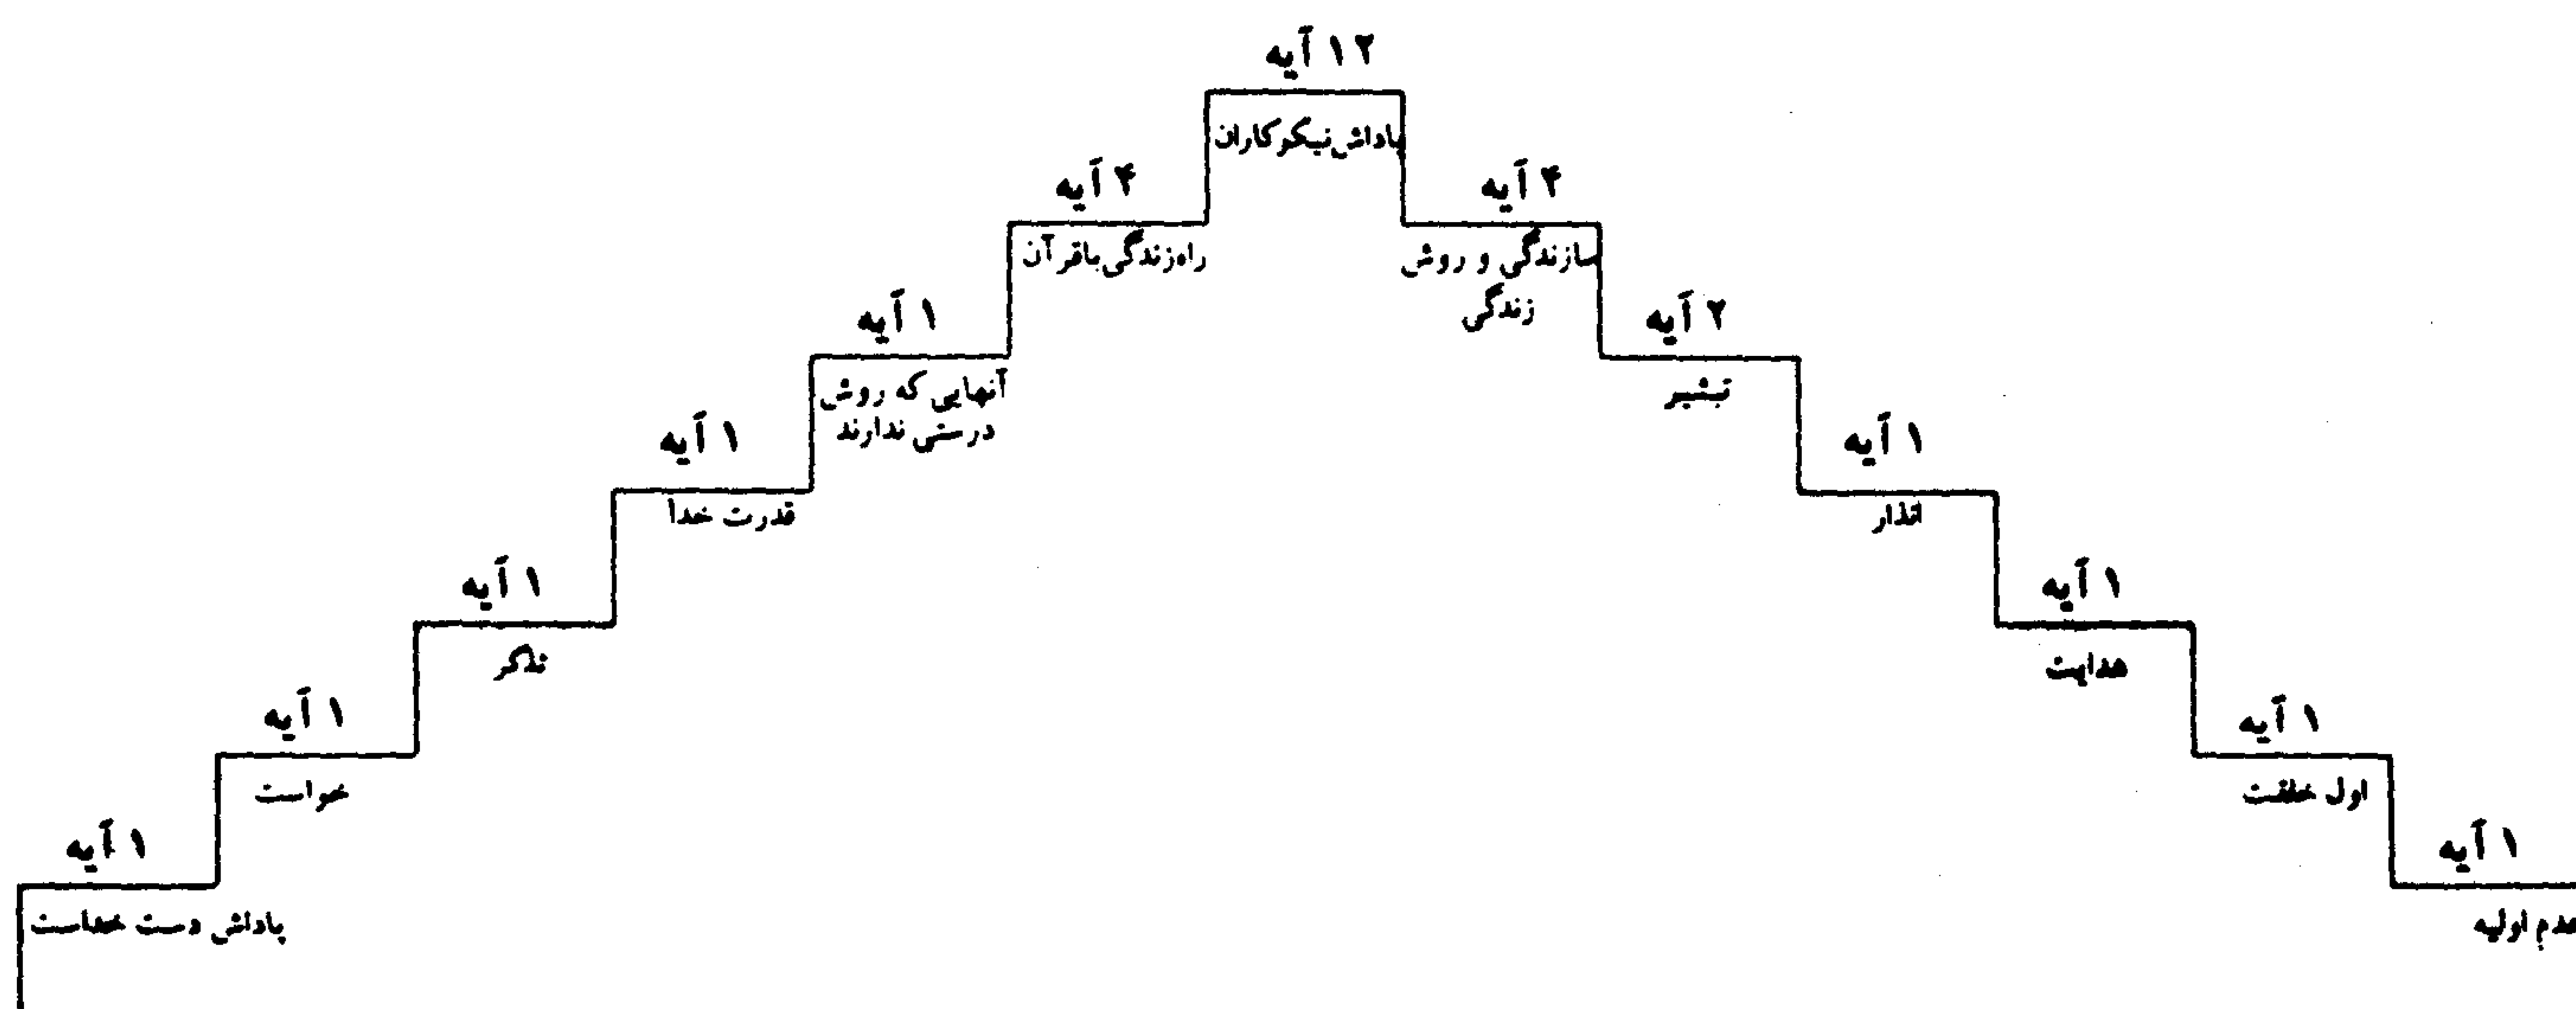 ۱۲ آیه
پاداش نیکوکاران
۴ آیه
۴ آیه
راه زندگی با قرآن
سازندگی و روش
زندگی
۱ آیه
۲ آیه
آنهایی که روش
درستی ندارند
تبشیر
۱ آیه
۱ آیه
قدرت خدا
انذار
۱ آیه
۱ آیه
تذکر
هدایت
۱ آیه
۱ آیه
خواست
اول خلقت
۱ آیه
۱ آیه
پاداش دست خداست
عدم اولیه